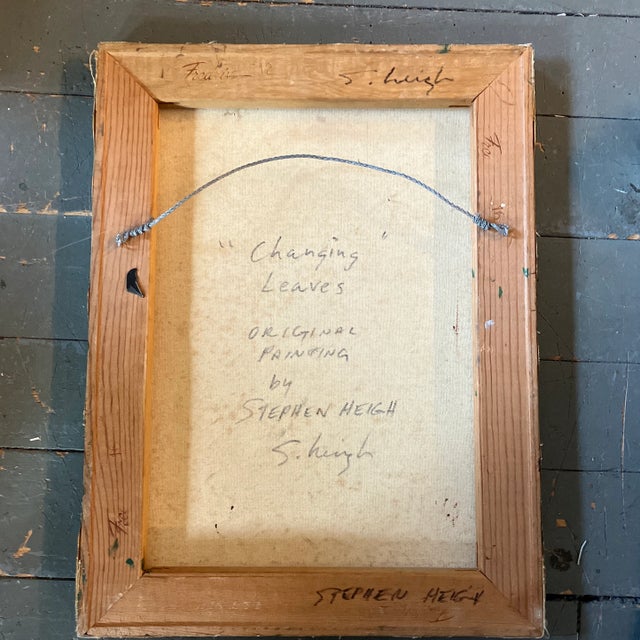 S. Heigh
"Changing"
Leaves
ORIGINAL
PAINTING
by
STEPHEN HEIGH
S. Heigh
STEPHEN HEIGH